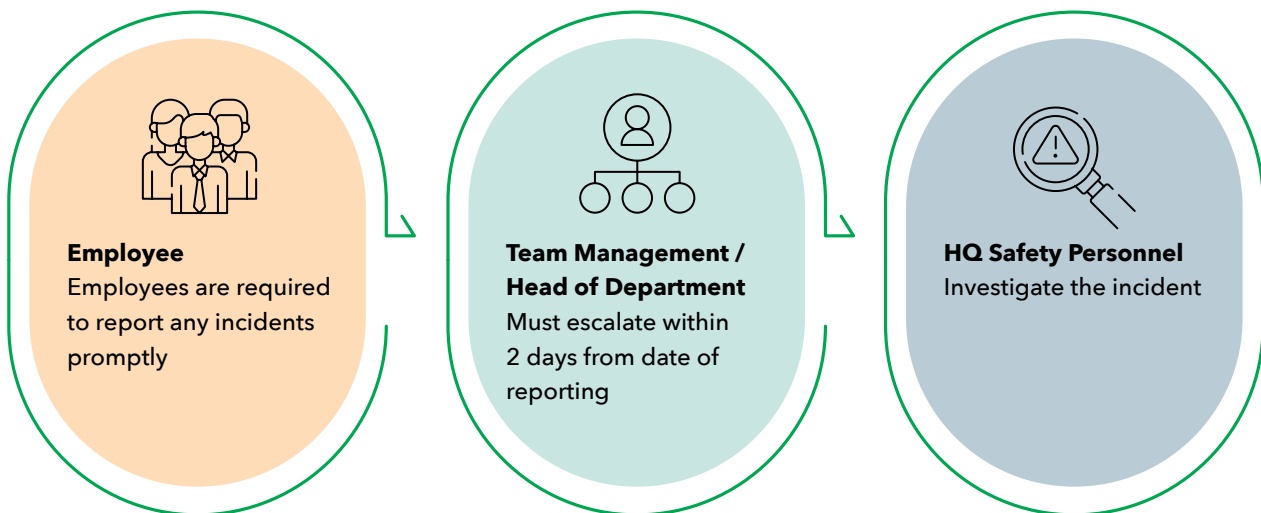 Employee
Employees are required
to report any incidents
promptly
Team Management /
Head of Department
Must escalate within
2 days from date of
reporting
HQ Safety Personnel
Investigate the incident